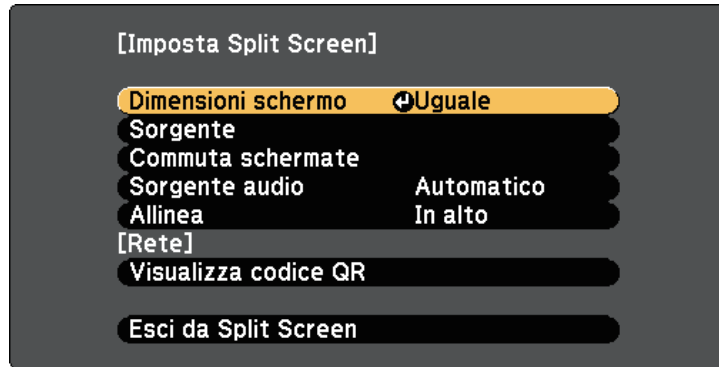 [Imposta Split Screen]
Dimensioni schermo Uguale
Sorgente
Commuta schermate
Sorgente audio Automatico
Allinea In alto
[Rete]
Visualizza codice QR
Esci da Split Screen